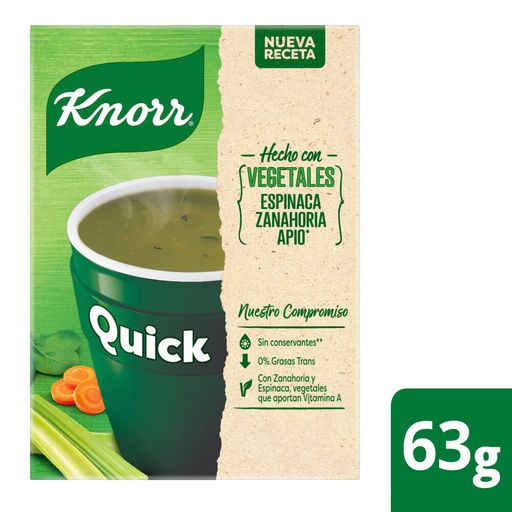 NUEVA
RECETA
Knorr®
Hecho con
VEGETALES
ESPINACA
ZANAHORIA
APIO*
Quick
Nuestro Compromiso
Sin conservantes**
0% Grasas Trans
Con Zanahoria y
Espinaca, vegetales
que aportan Vitamina A
63g